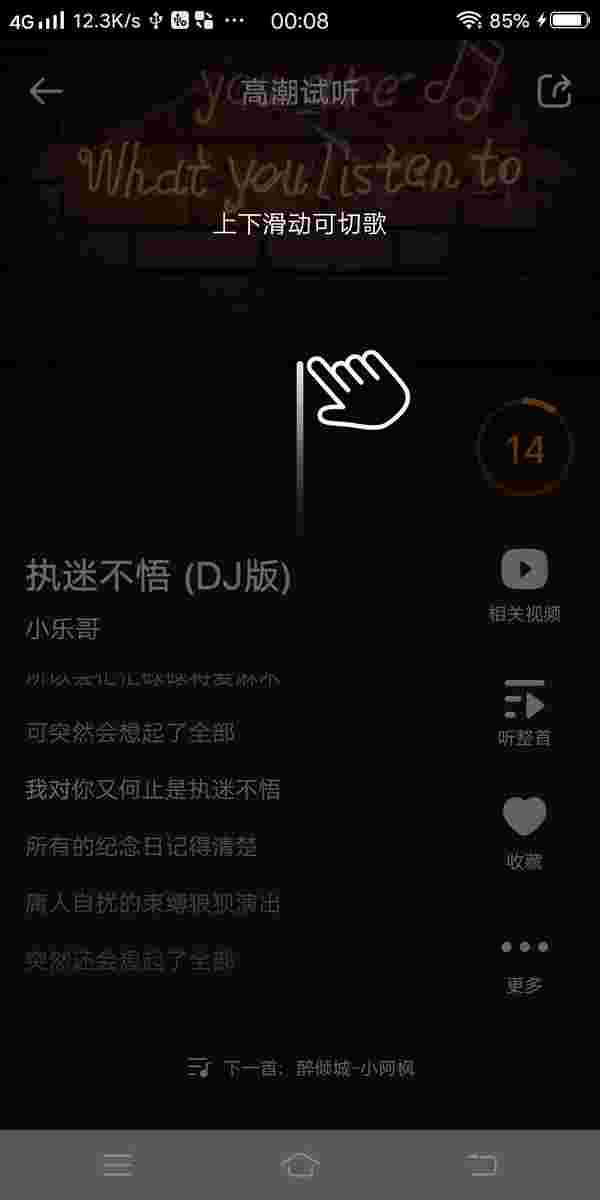 4G 12.3K/s ··· 00:08 85%
you are
高潮试听
What you listen to
上下滑动可切歌
14
执迷不悟 (DJ版)
小乐哥
相关视频
可突然会想起了全部
听整首
我对你又何止是执迷不悟
所有的纪念日记得清楚
收藏
庸人自扰的束缚狼狈演出
突然还会想起了全部
更多
下一首：醉倾城-小阿枫